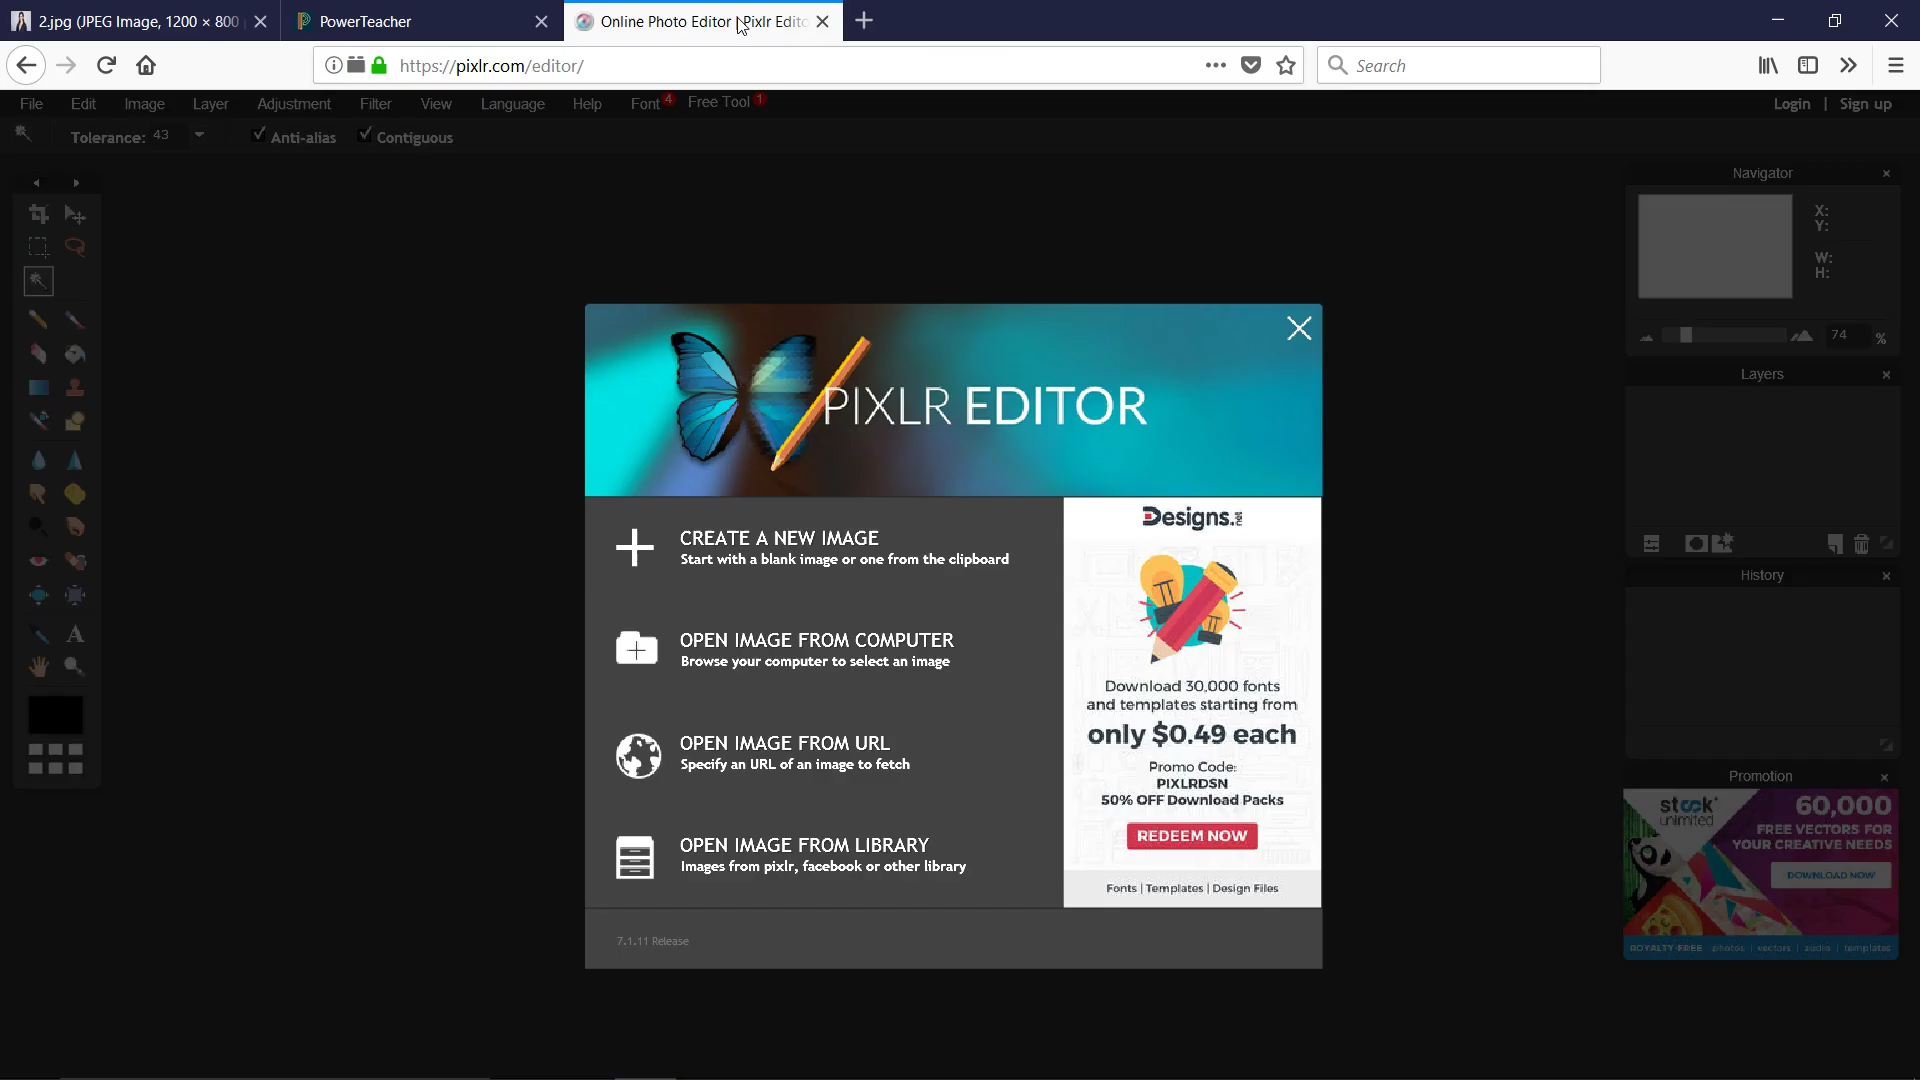 2.jpg (JPEG Image, 1200 × 800
PowerTeacher
Online Photo Editor | Pixlr Edito
https://pixlr.com/editor/
Search
File Edit Image Layer Adjustment Filter View Language Help Font 4 Free Tool 1
Login | Sign up
Tolerance: 43 Anti-alias Contiguous
Navigator
X:
Y:
W:
H:
74 %
Layers
History
Promotion
stock
unlimited
60,000
FREE VECTORS FOR
YOUR CREATIVE NEEDS
DOWNLOAD NOW
ROYALTY-FREE photos | vectors | audio | templates
A
PIXLR EDITOR
CREATE A NEW IMAGE
Start with a blank image or one from the clipboard
OPEN IMAGE FROM COMPUTER
Browse your computer to select an image
OPEN IMAGE FROM URL
Specify an URL of an image to fetch
OPEN IMAGE FROM LIBRARY
Images from pixlr, facebook or other library
7.1.11 Release
Designs.net
Download 30,000 fonts
and templates starting from
only $0.49 each
Promo Code:
PIXLRDSN
50% OFF Download Packs
REDEEM NOW
Fonts | Templates | Design Files